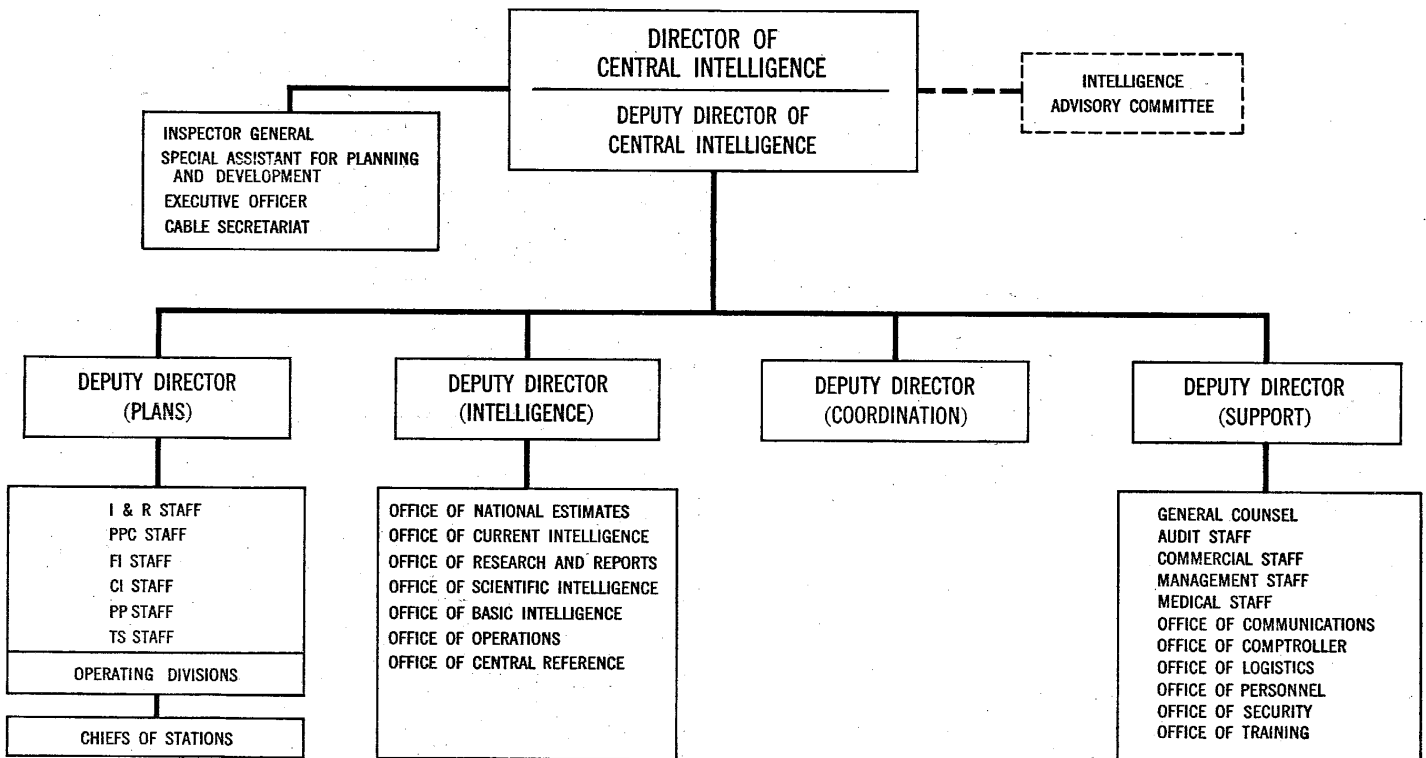 DIRECTOR OF
CENTRAL INTELLIGENCE
DEPUTY DIRECTOR OF
CENTRAL INTELLIGENCE
INTELLIGENCE
ADVISORY COMMITTEE
INSPECTOR GENERAL
SPECIAL ASSISTANT FOR PLANNING
AND DEVELOPMENT
EXECUTIVE OFFICER
CABLE SECRETARIAT
DEPUTY DIRECTOR
(PLANS)
DEPUTY DIRECTOR
(INTELLIGENCE)
DEPUTY DIRECTOR
(COORDINATION)
DEPUTY DIRECTOR
(SUPPORT)
I & R STAFF
PPC STAFF
FI STAFF
CI STAFF
PP STAFF
TS STAFF
OPERATING DIVISIONS
CHIEFS OF STATIONS
OFFICE OF NATIONAL ESTIMATES
OFFICE OF CURRENT INTELLIGENCE
OFFICE OF RESEARCH AND REPORTS
OFFICE OF SCIENTIFIC INTELLIGENCE
OFFICE OF BASIC INTELLIGENCE
OFFICE OF OPERATIONS
OFFICE OF CENTRAL REFERENCE
GENERAL COUNSEL
AUDIT STAFF
COMMERCIAL STAFF
MANAGEMENT STAFF
MEDICAL STAFF
OFFICE OF COMMUNICATIONS
OFFICE OF COMPTROLLER
OFFICE OF LOGISTICS
OFFICE OF PERSONNEL
OFFICE OF SECURITY
OFFICE OF TRAINING